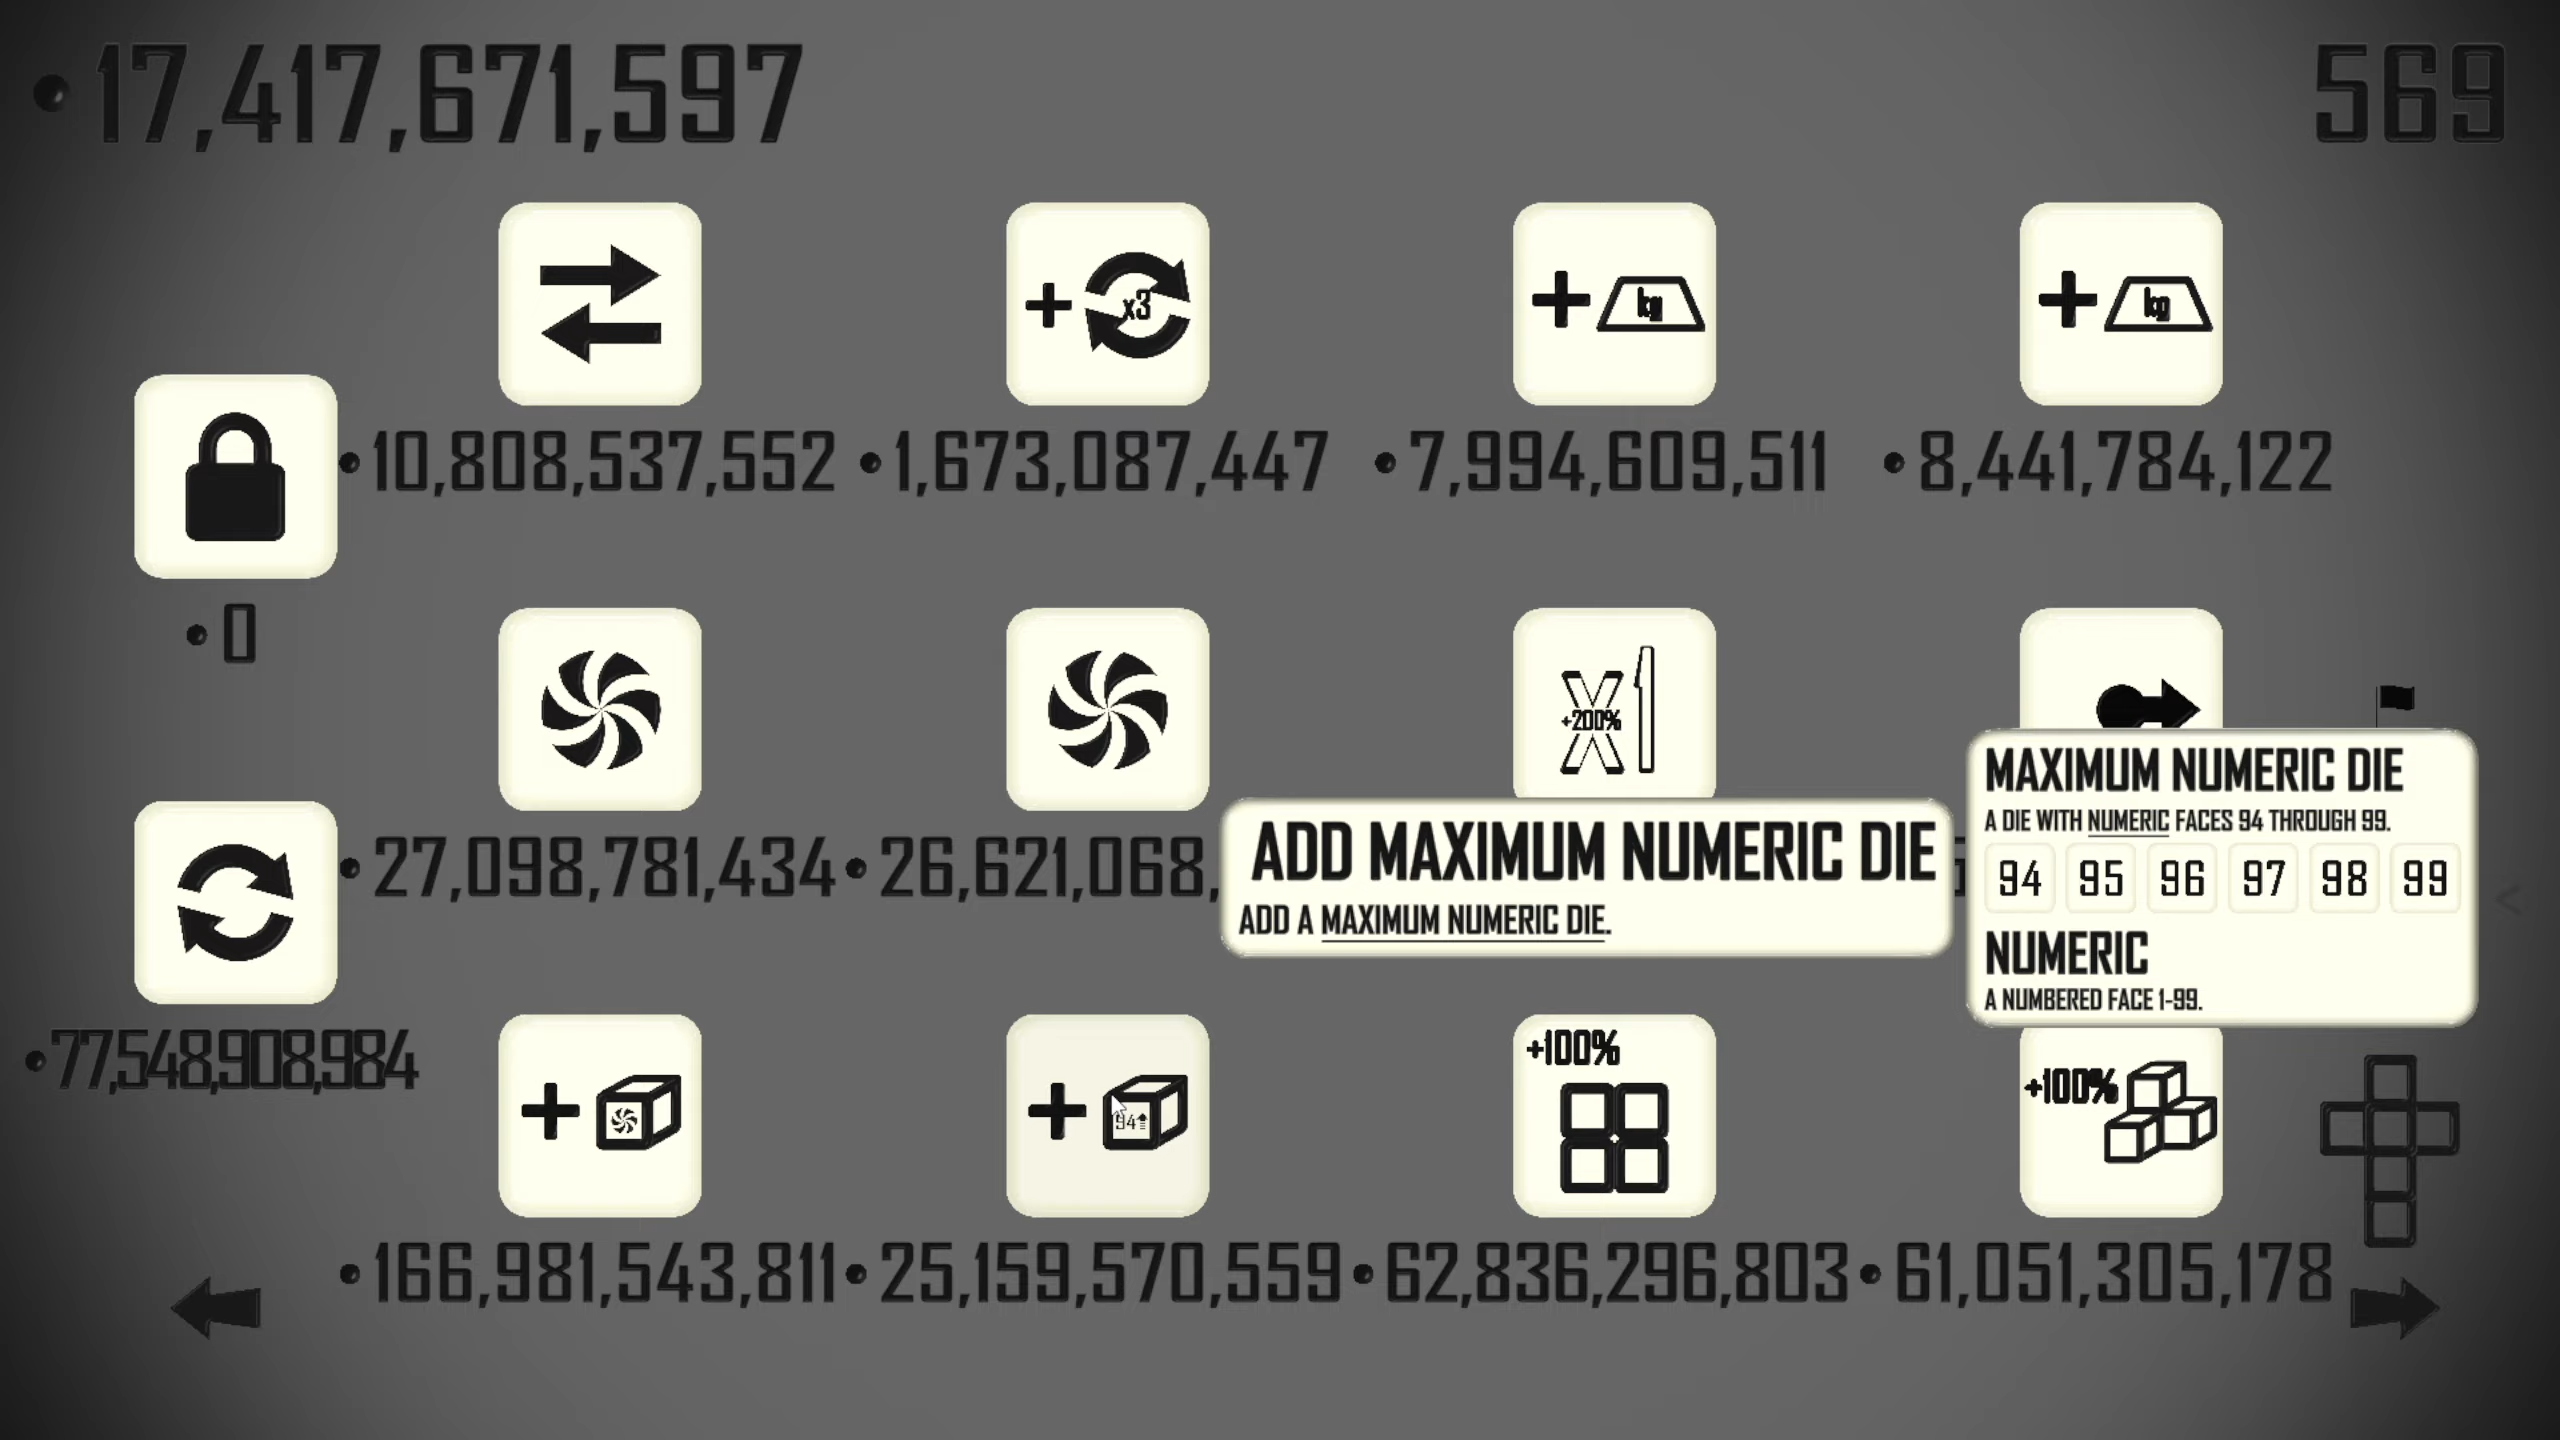 17,417,671,597
569
x3
kg
kg
10,808,537,552
1,673,087,447
7,994,609,511
8,441,784,122
0
+200%
X1
27,098,781,434
26,621,068,
ADD MAXIMUM NUMERIC DIE
ADD A MAXIMUM NUMERIC DIE.
MAXIMUM NUMERIC DIE
A DIE WITH NUMERIC FACES 94 THROUGH 99.
94 95 96 97 98 99
NUMERIC
A NUMBERED FACE 1-99.
77,548,908,984
+
+ 94
+100%
+100%
166,981,543,811
25,159,570,559
62,836,296,803
61,051,305,178